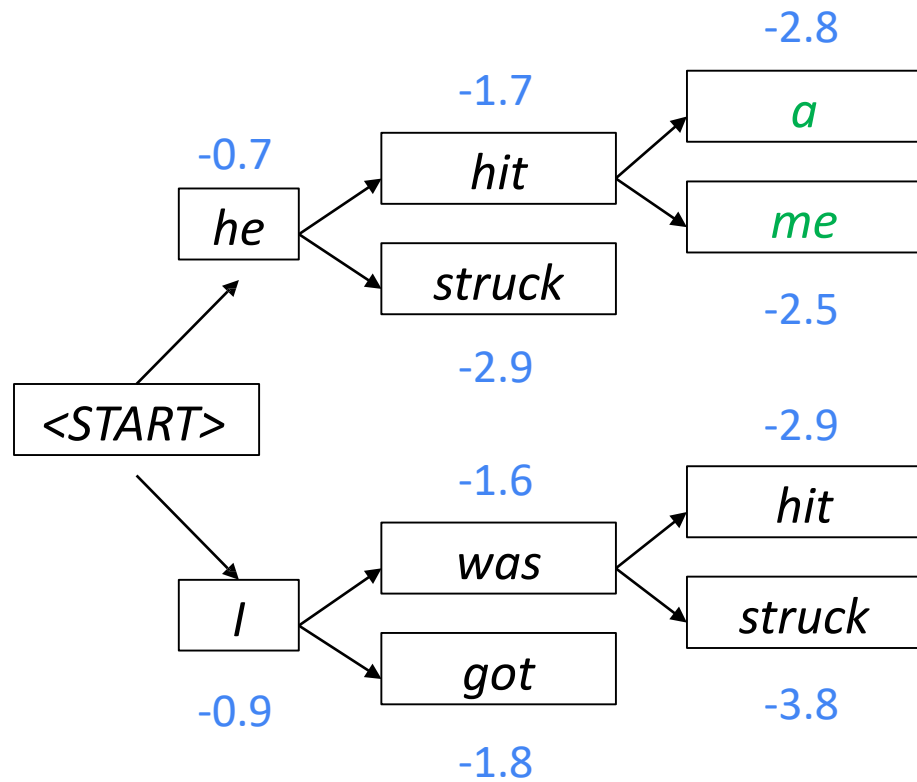 -2.8
-1.7
a
-0.7
hit
he
me
struck
-2.5
-2.9
<START>
-2.9
-1.6
hit
was
I
struck
got
-0.9
-3.8
-1.8